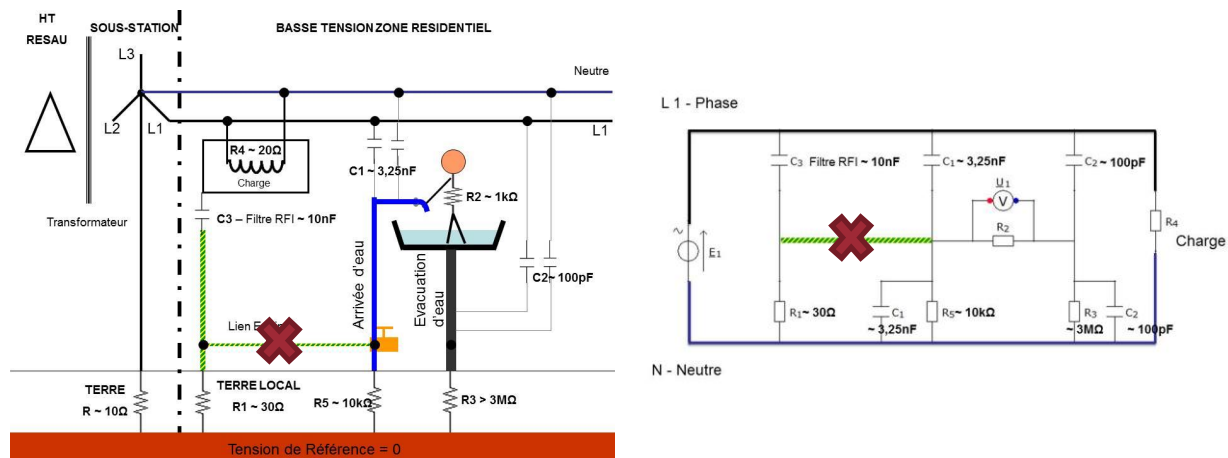 HT
RESAU
SOUS-STATION
BASSE TENSION ZONE RESIDENTIEL
L3
Neutre
L2
L1
L1
R4 ~ 20Ω
Charge
C1 ~ 3,25nF
R2 ~ 1kΩ
Transformateur
C3 – Filtre RFI ~ 10nF
C2~ 100pF
Arrivée d'eau
Evacuation
d'eau
TERRE
R ~ 10Ω
TERRE LOCAL
R1 ~ 30Ω
R5 ~ 10kΩ
R3 > 3MΩ
Tension de Référence = 0
L 1 - Phase
C3 Filtre RFI ~ 10nF
C1 ~ 3,25nF
C2 ~ 100pF
U1
V
R2
R4
Charge
~
E1
R1 ~ 30Ω
C1
~ 3,25nF
R5 ~ 10kΩ
R3
~ 3MΩ
C2
~ 100pF
N - Neutre